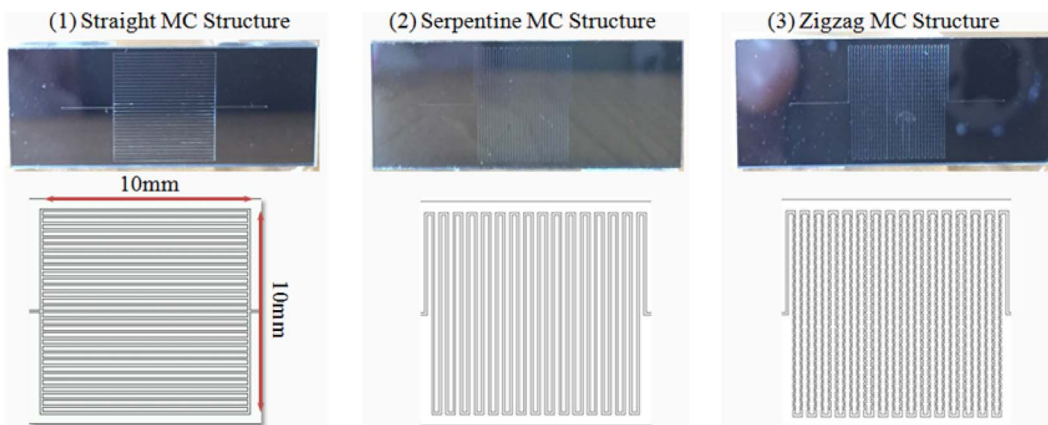 (1) Straight MC Structure
(2) Serpentine MC Structure
(3) Zigzag MC Structure
10mm
10mm